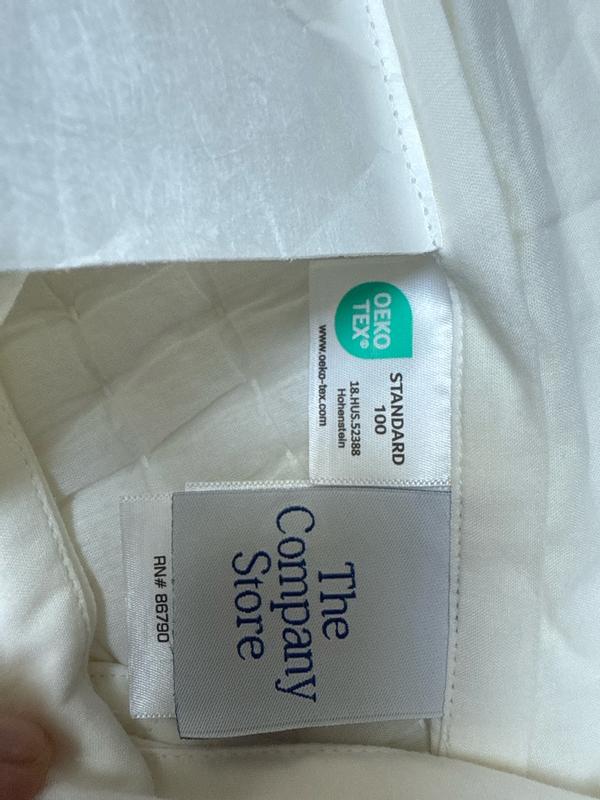 OEKO
TEX®
STANDARD
100
18.HUS.52388
Hohenstein
www.oeko-tex.com
The
Company
Store
RN# 86790